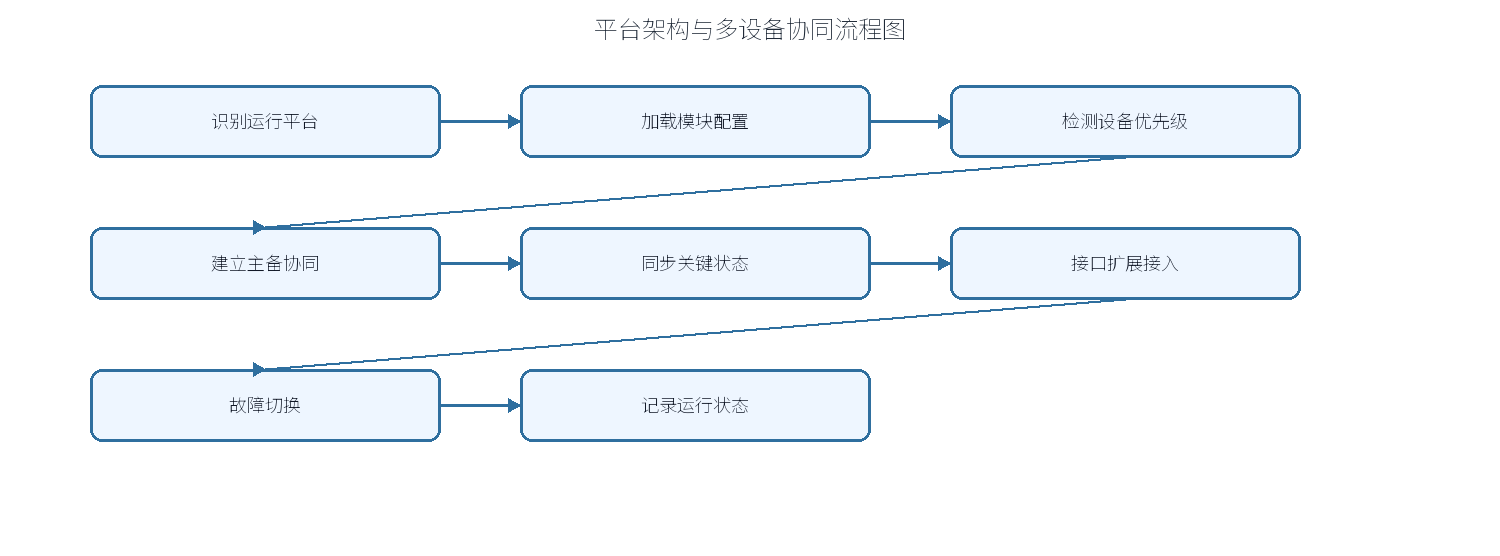 平台架构与多设备协同流程图
识别运行平台
加载模块配置
检测设备优先级
建立主备协同
同步关键状态
接口扩展接入
故障切换
记录运行状态